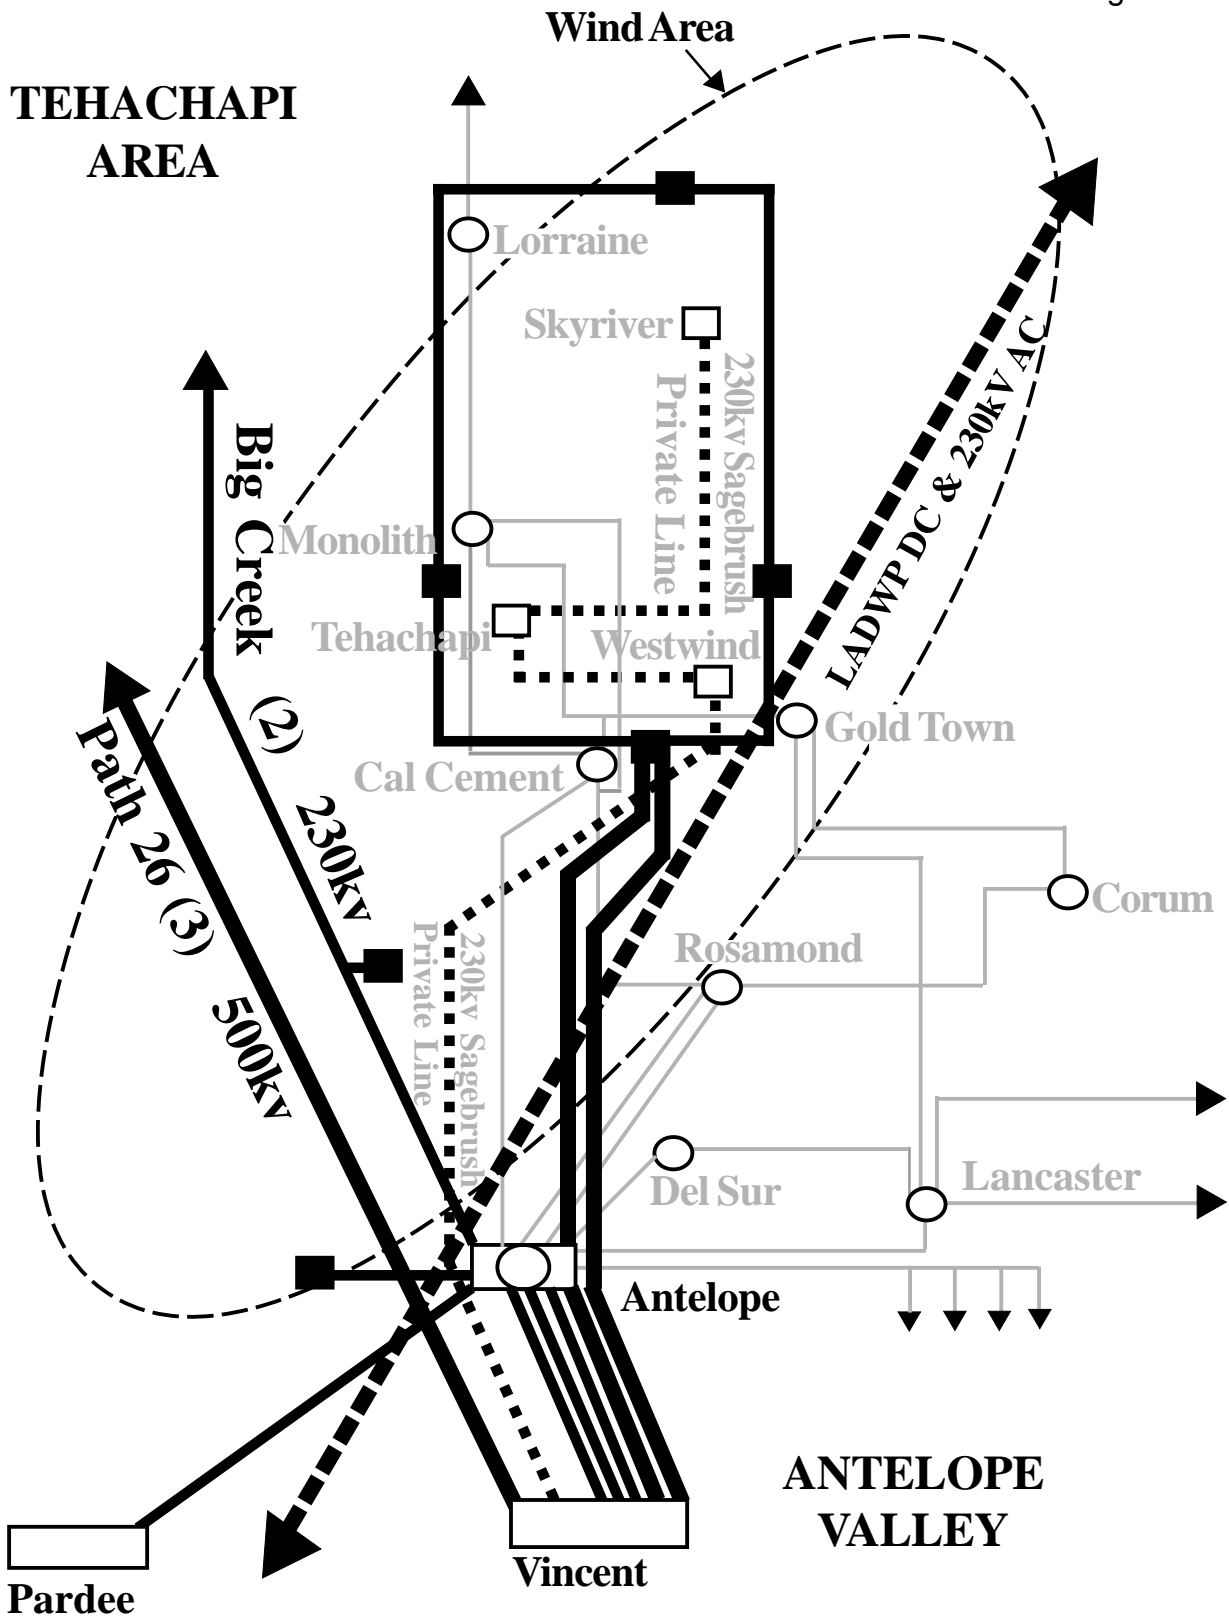 g
Wind Area
TEHACHAPI
AREA
Lorraine
Skyriver
230kv Sagebrush
Private Line
LADWP DC & 230kV AC
Big Creek
(2)
230kv
Monolith
Tehachapi
Westwind
Gold Town
Path 26 (3)
500kv
Cal Cement
Corum
Rosamond
230kv Sagebrush
Private Line
Del Sur
Lancaster
Antelope
ANTELOPE
VALLEY
Vincent
Pardee